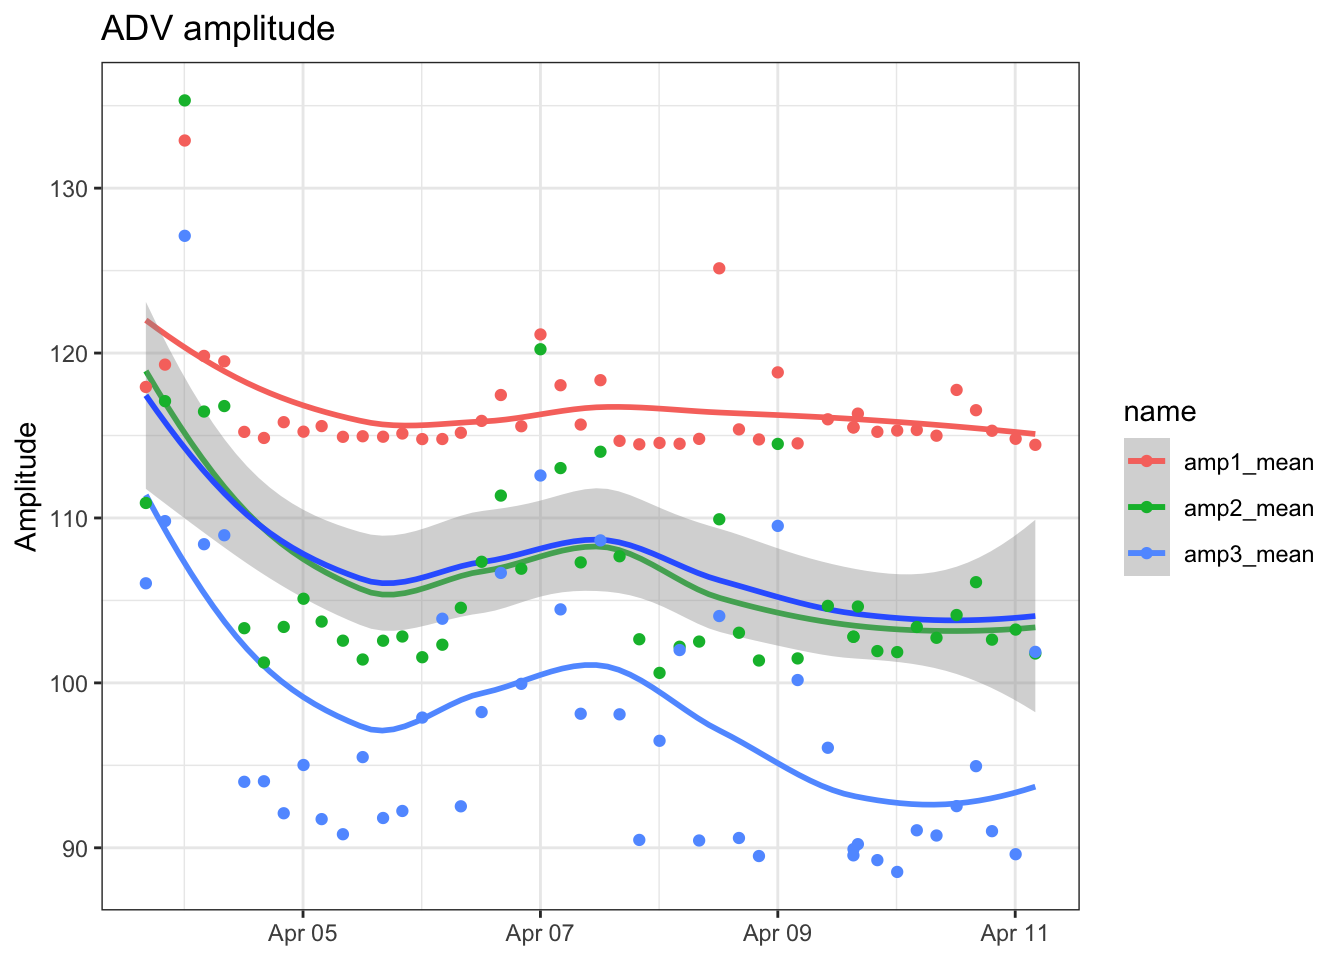 ADV amplitude
Amplitude
130
120
110
100
90
Apr 05
Apr 07
Apr 09
Apr 11
name
amp1_mean
amp2_mean
amp3_mean